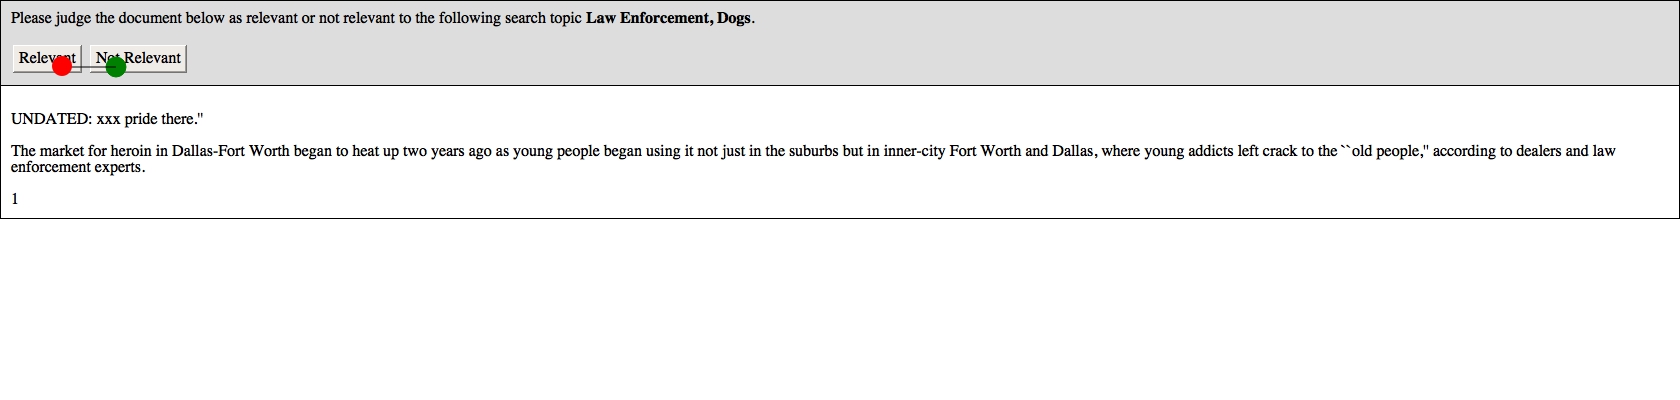 Please judge the document below as relevant or not relevant to the following search topic Law Enforcement, Dogs.
Relevant Not Relevant
UNDATED: xxx pride there."
The market for heroin in Dallas-Fort Worth began to heat up two years ago as young people began using it not just in the suburbs but in inner-city Fort Worth and Dallas, where young addicts left crack to the ``old people,'' according to dealers and law
enforcement experts.
1